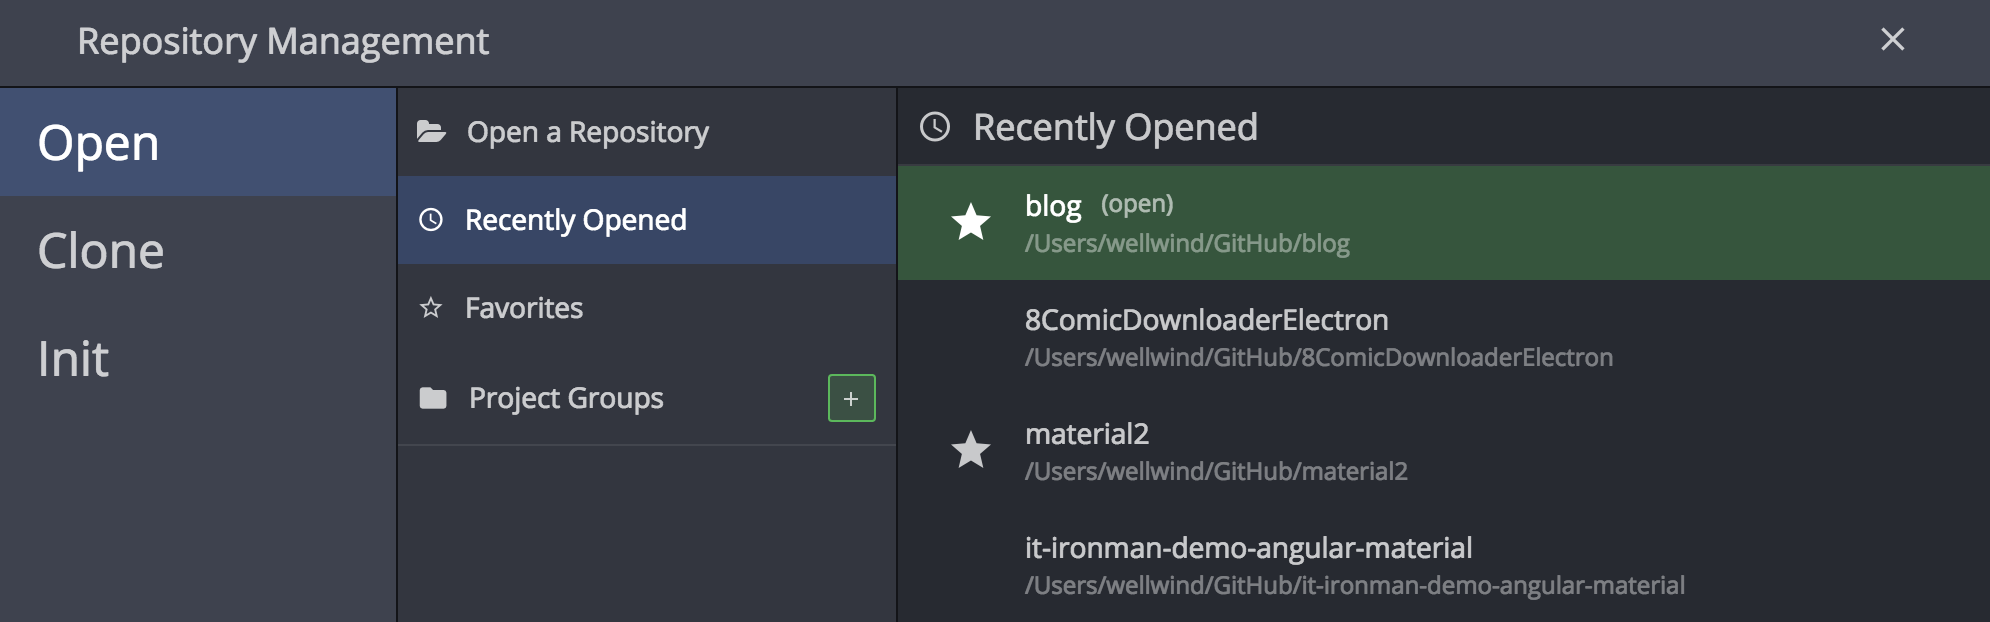 Repository Management
Open
Clone
Init
Open a Repository
Recently Opened
Favorites
Project Groups
Recently Opened
blog (open)
/Users/wellwind/GitHub/blog
8ComicDownloaderElectron
/Users/wellwind/GitHub/8ComicDownloaderElectron
material2
/Users/wellwind/GitHub/material2
it-ironman-demo-angular-material
/Users/wellwind/GitHub/it-ironman-demo-angular-material